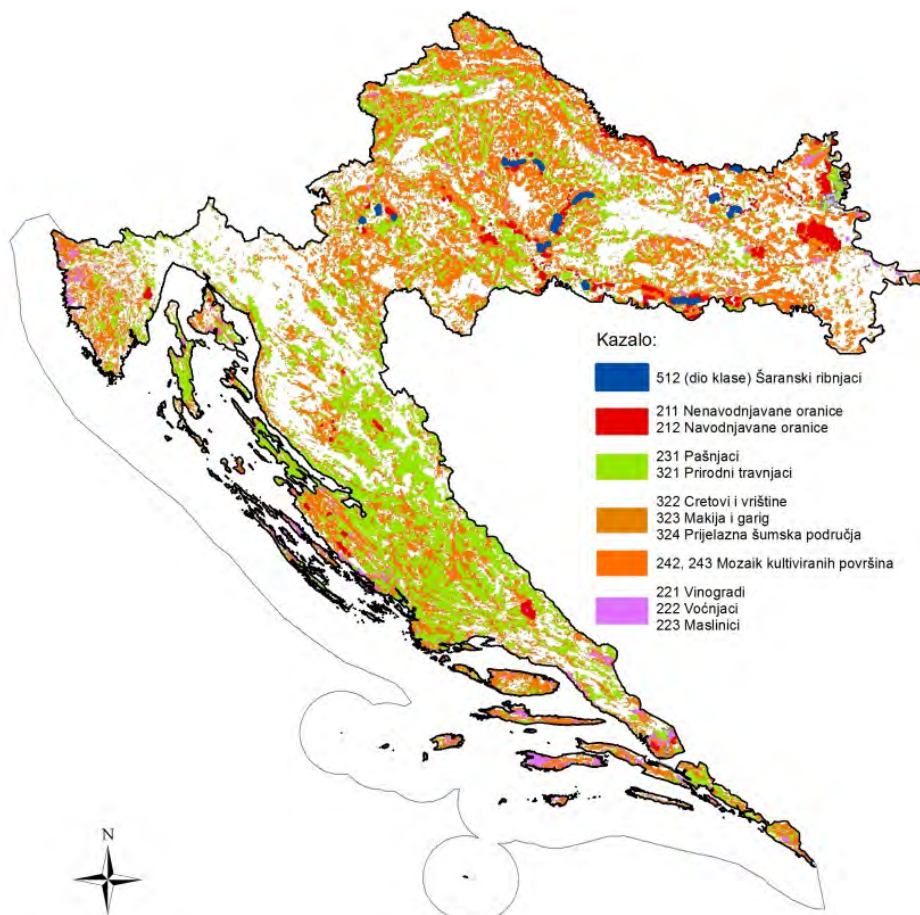 Kazalo:
512 (dio klase) Šaranski ribnjaci
211 Nenavodnjavane oranice
212 Navodnjavane oranice
231 Pašnjaci
321 Prirodni travnjaci
322 Cretovi i vrištine
323 Makija i garig
324 Prijelazna šumska područja
242, 243 Mozaik kultiviranih površina
221 Vinogradi
222 Voćnjaci
223 Maslinici
N